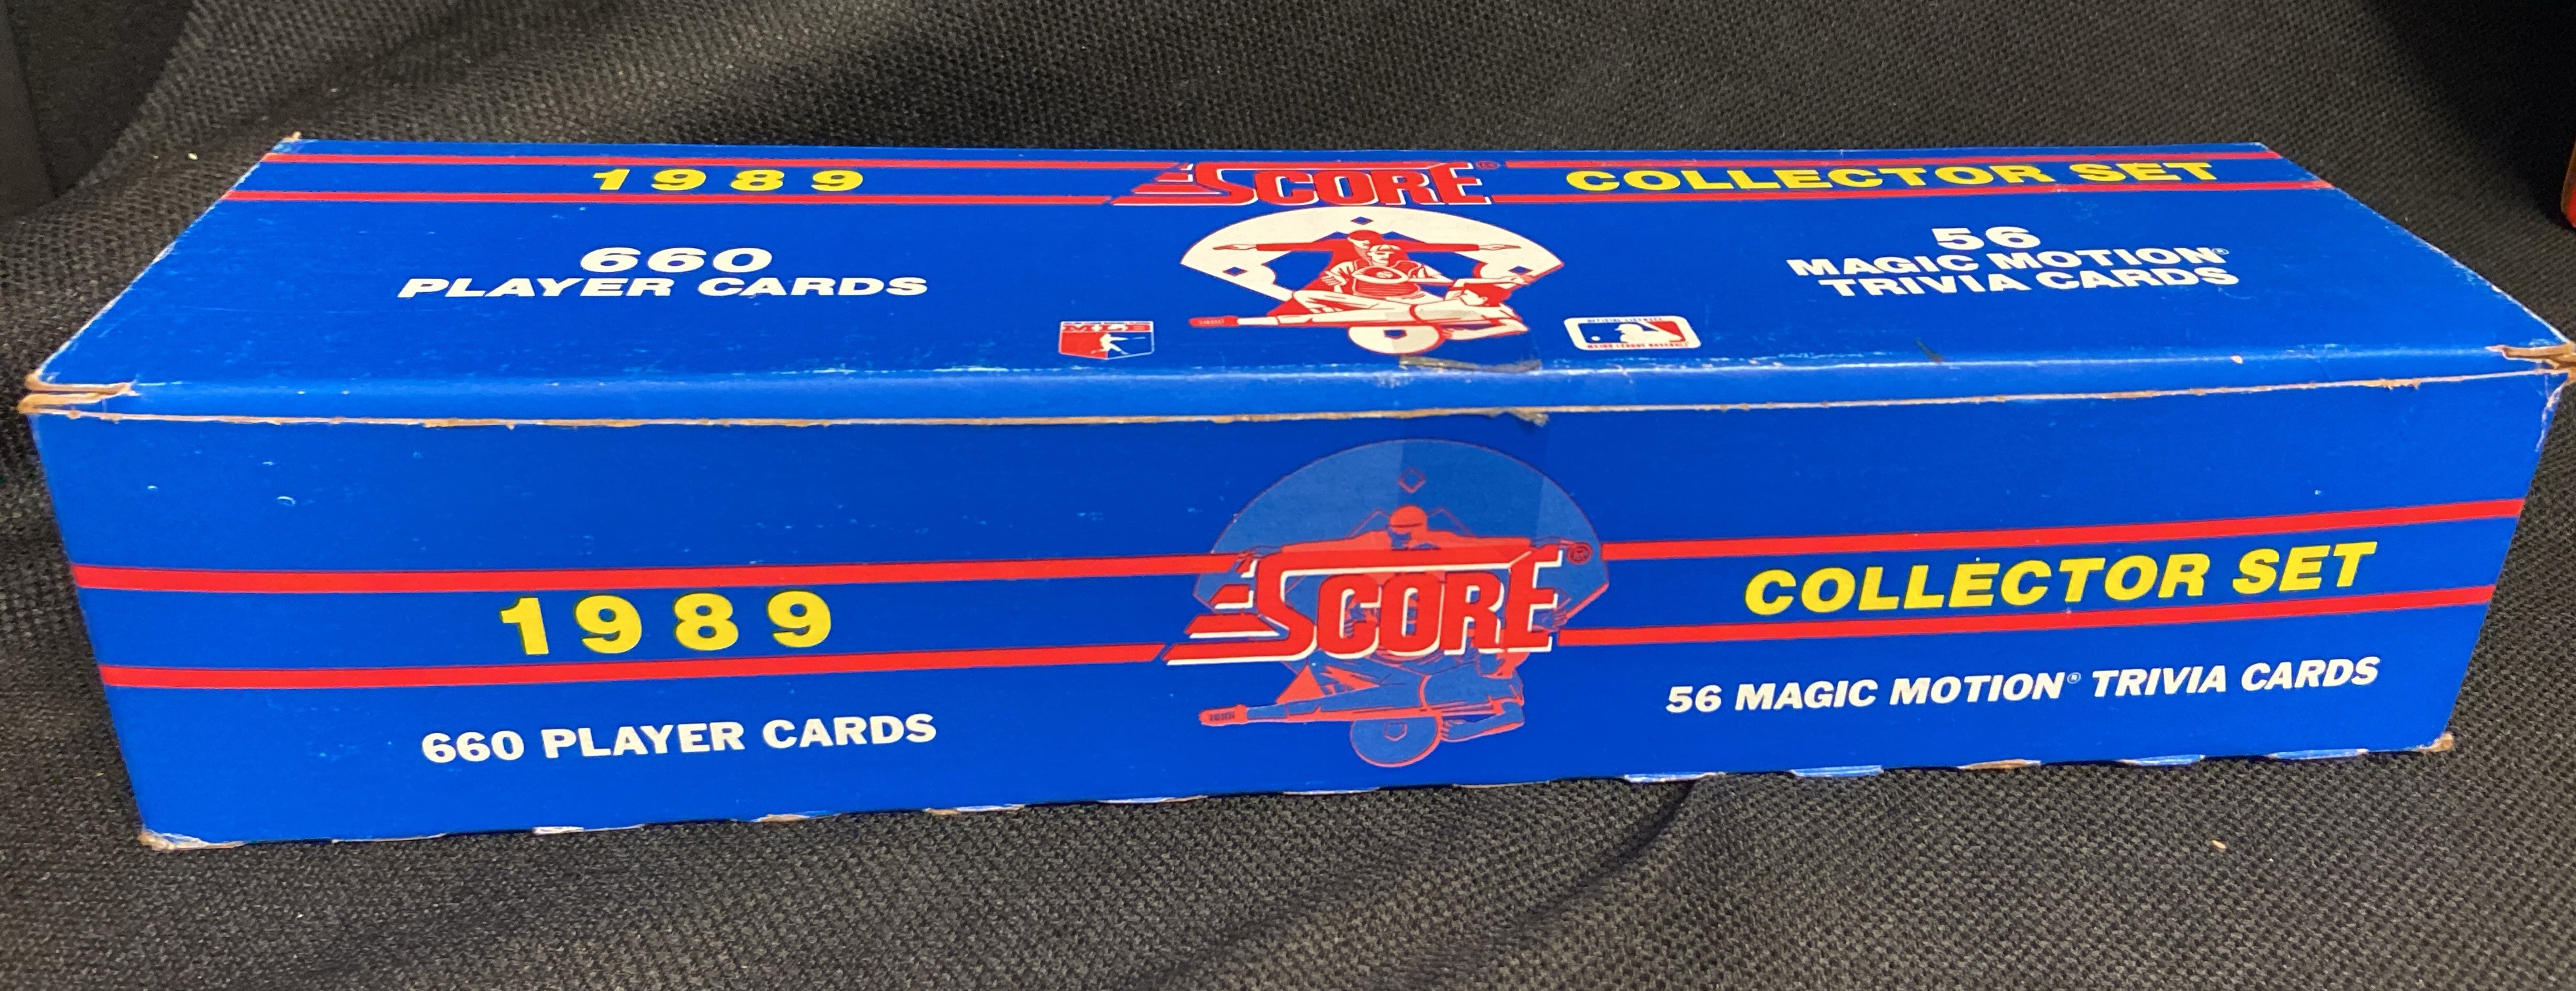 1989
SCORE®
COLLECTOR SET
660
PLAYER CARDS
56
MAGIC MOTION®
TRIVIA CARDS
MLB
1989
SCORE®
COLLECTOR SET
660 PLAYER CARDS
56 MAGIC MOTION® TRIVIA CARDS